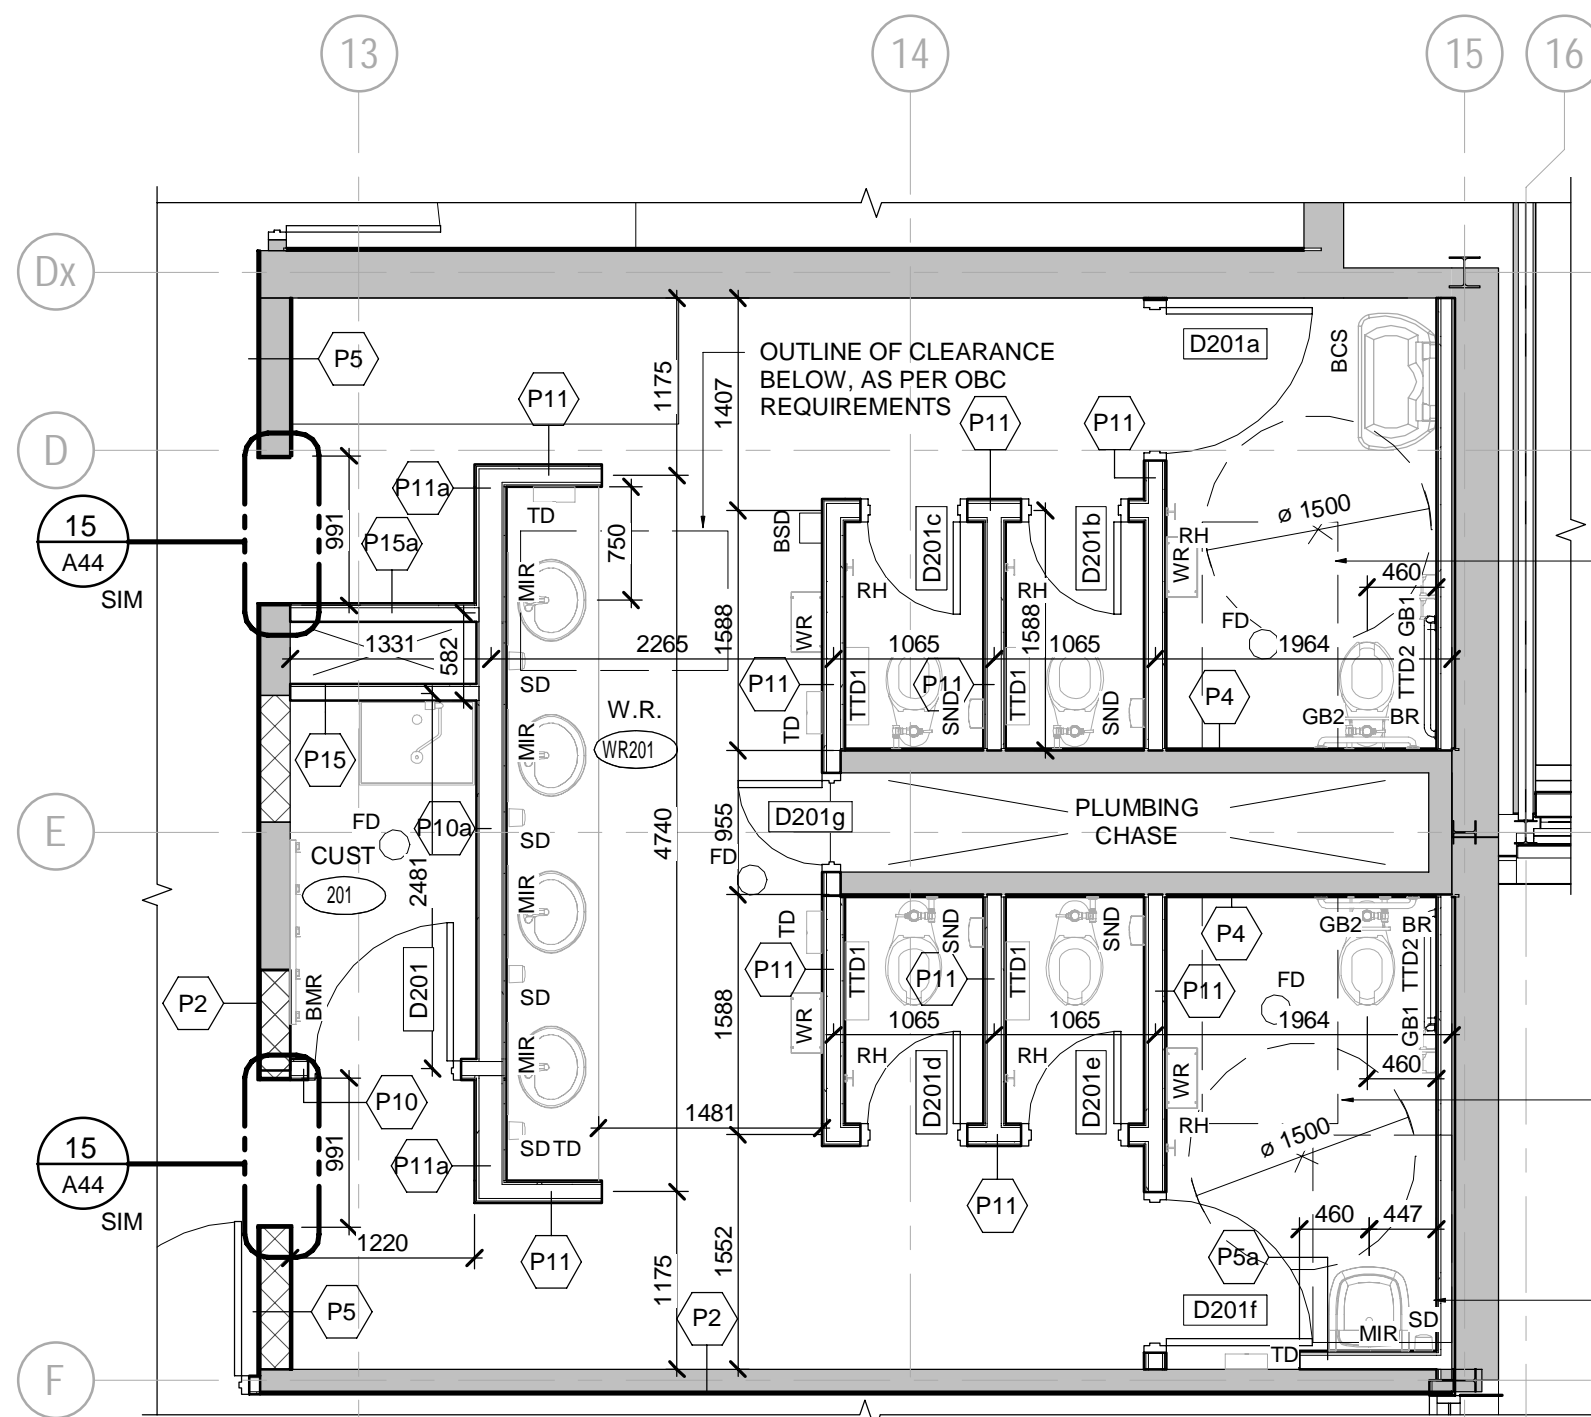 13
14
15
16
Dx
D
E
F
P5
1175
1407
OUTLINE OF CLEARANCE
BELOW, AS PER OBC
REQUIREMENTS
D201a
BCS
P11
P11
P11
P11a
15
A44
SIM
991
P15a
TD
750
BSD
D201c
D201b
RH
WR
ø 1500
460
MIR
RH
RH
WR
1588
1588
FD
GB1
TTD2
1331
582
2265
1065
1065
1964
SD
P11
P11
TTD1
SND
TTD1
SND
P4
TD
GB2
BR
W.R.
WR201
MIR
P15
FD
P10a
CUST
201
2481
SD
4740
955
FD
D201g
PLUMBING
CHASE
MIR
TD
P11
TTD1
SND
P11
TTD1
SND
P4
GB2
BR
TTD2
P2
BMR
D201
SD
1588
WR
P11
FD
1065
1065
1964
GB1
MIR
RH
RH
D201d
D201e
WR
460
P10
1481
RH
ø 1500
15
A44
SIM
991
P11a
SD
TD
P11
1220
P11
1175
1552
460
447
P5a
P5
P2
D201f
MIR
SD
TD